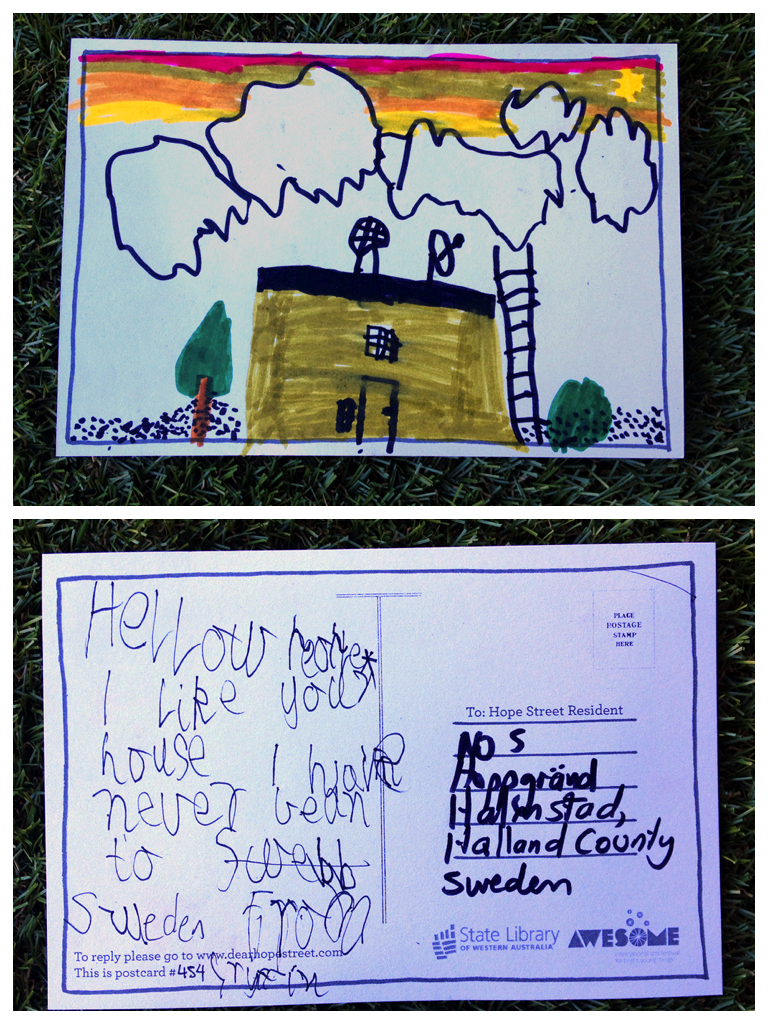 Hellow
I like you
house I
never bean
to Swebb
Sweden From
To reply please go to www.dearhopestreet.com
This is postcard #454
PLACE
POSTAGE
STAMP
HERE
To: Hope Street Resident
No 5
Hoppgränd
Halmstad,
Halland County
Sweden
State Library
OF WESTERN AUSTRALIA
AWESOME